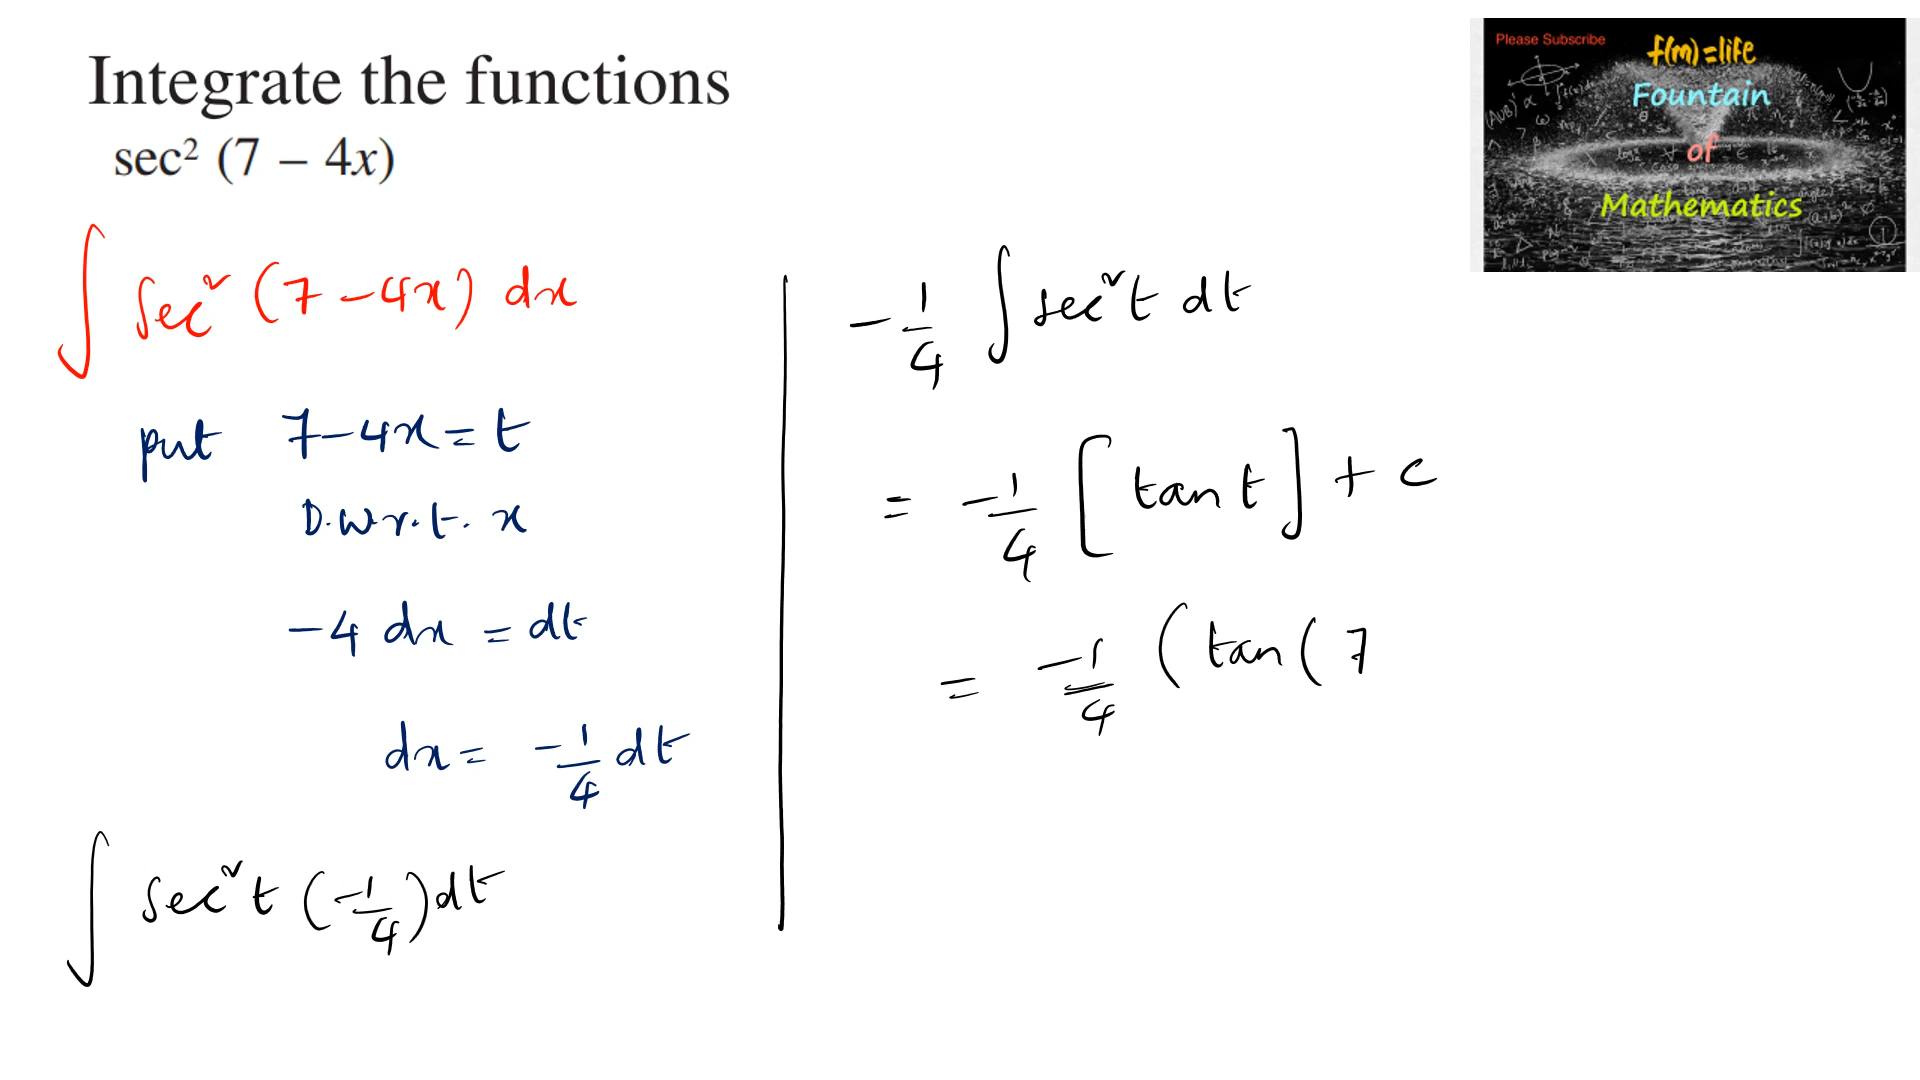 Integrate the functions
sec² (7 – 4x)
∫ sec² (7 – 4x) dx
put 7 – 4x = t
D.w.r.t. x
–4 dx = dt
dx = –1/4 dt
∫ sec² t (–1/4) dt
–1/4 ∫ sec² t dt
= –1/4 [tan t] + c
= –1/4 (tan(7
Please Subscribe
f(m)=life
Fountain
of
Mathematics